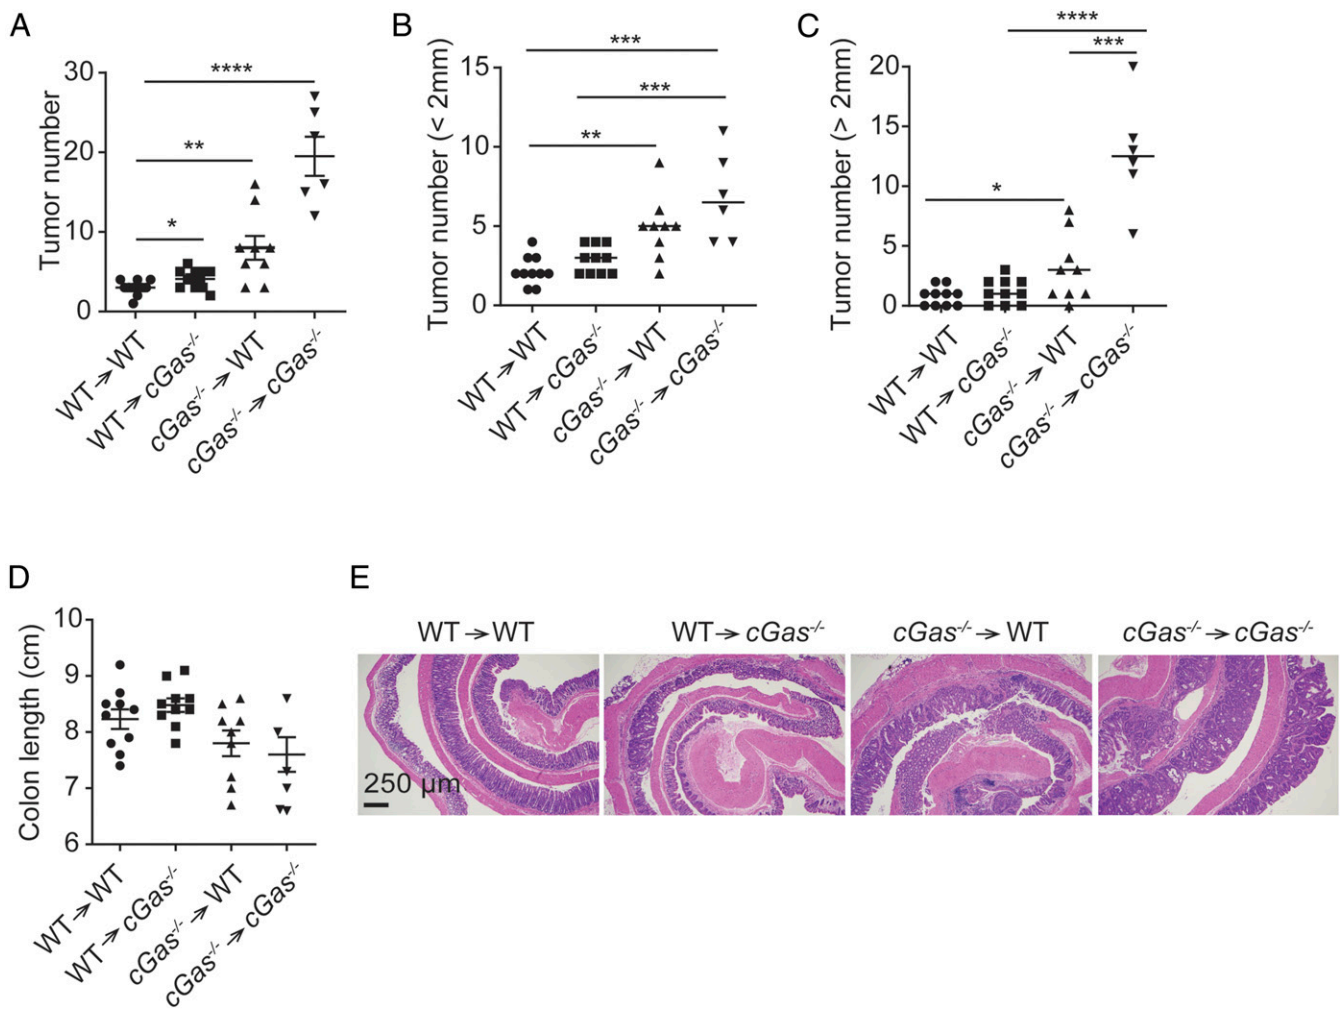 A
Tumor number
30
20
10
0
****
**
*
WT→WT
WT→cGas-/-
cGas-/-→WT
cGas-/-→cGas-/-
B
Tumor number (< 2mm)
15
10
5
0
***
***
**
WT→WT
WT→cGas-/-
cGas-/-→WT
cGas-/-→cGas-/-
C
Tumor number (> 2mm)
20
15
10
5
0
****
***
*
WT→WT
WT→cGas-/-
cGas-/-→WT
cGas-/-→cGas-/-
D
Colon length (cm)
10
9
8
7
6
WT→WT
WT→cGas-/-
cGas-/-→WT
cGas-/-→cGas-/-
E
WT→WT
WT→cGas-/-
cGas-/-→WT
cGas-/-→cGas-/-
250 µm